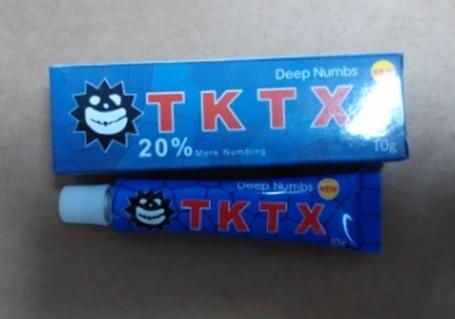 Deep Numbs
NEW
TKTX
20% More Numbing
10g
Deep Numbs
NEW
TKTX
10g